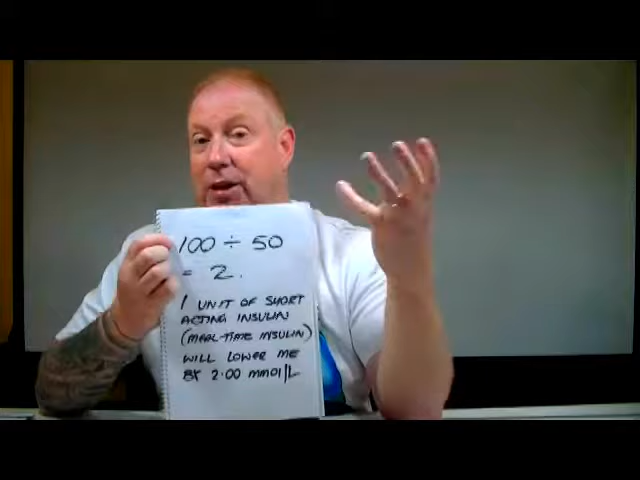 100 ÷ 50
= 2.
1 UNIT OF SHORT
ACTING INSULIN
(MEAL-TIME INSULIN)
WILL LOWER ME
BY 2.00 mmol/L